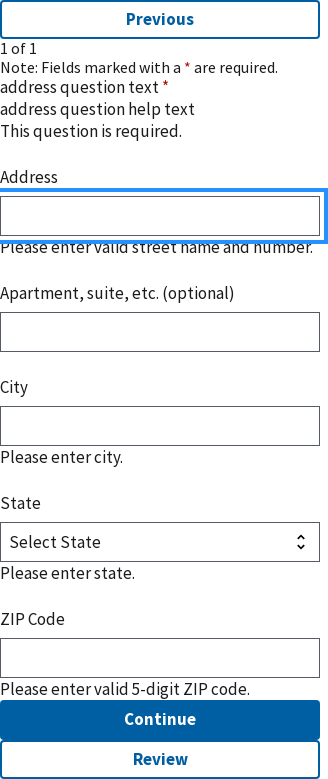 Previous
1 of 1
Note: Fields marked with a * are required.
address question text *
address question help text
This question is required.
Address
Please enter valid street name and number.
Apartment, suite, etc. (optional)
City
Please enter city.
State
Select State
Please enter state.
ZIP Code
Please enter valid 5-digit ZIP code.
Continue
Review